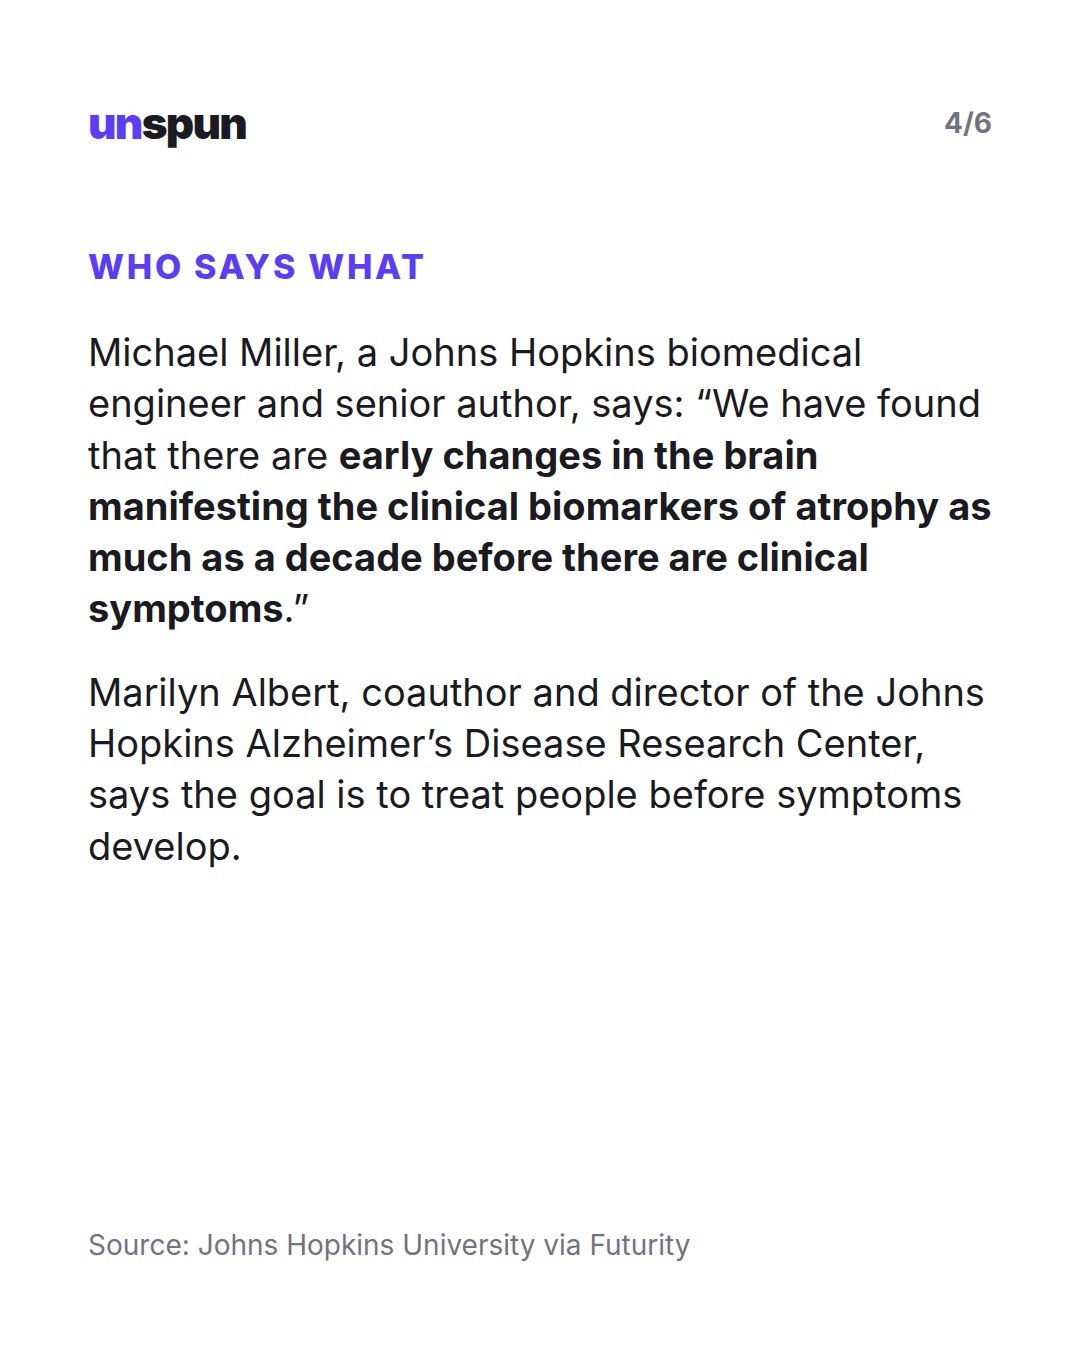 unspun
4/6
WHO SAYS WHAT
Michael Miller, a Johns Hopkins biomedical
engineer and senior author, says: “We have found
that there are early changes in the brain
manifesting the clinical biomarkers of atrophy as
much as a decade before there are clinical
symptoms.”
Marilyn Albert, coauthor and director of the Johns
Hopkins Alzheimer’s Disease Research Center,
says the goal is to treat people before symptoms
develop.
Source: Johns Hopkins University via Futurity